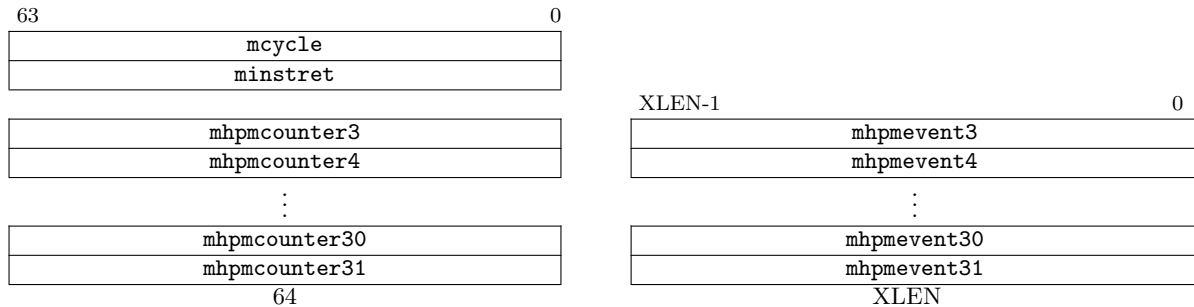 63 0
mcycle
minstret
XLEN-1 0
mhpmcounter3 mhpmevent3
mhpmcounter4 mhpmevent4
⋮ ⋮
mhpmcounter30 mhpmevent30
mhpmcounter31 mhpmevent31
64 XLEN